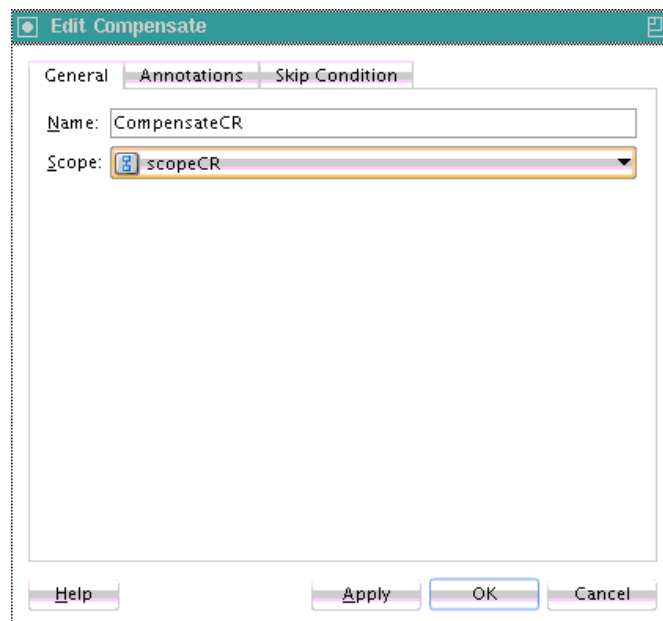 Edit Compensate
General Annotations Skip Condition
Name: CompensateCR
Scope: scopeCR
Help Apply OK Cancel